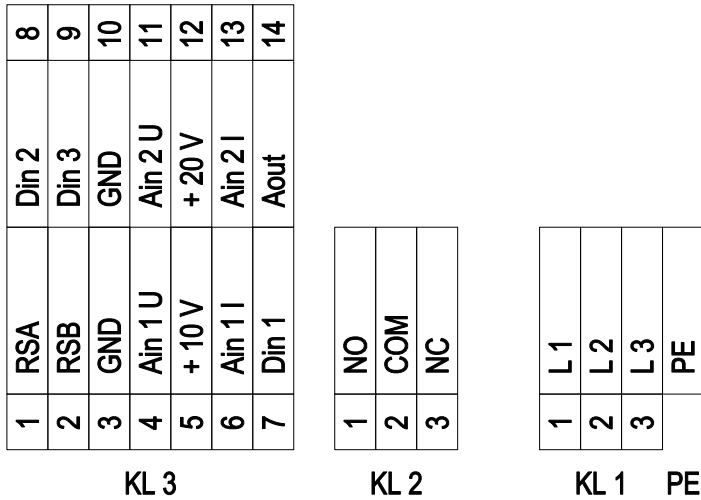 8 9 10 11 12 13 14
Din 2 Din 3 GND Ain 2 U + 20 V Ain 2 I Aout
RSA RSB GND Ain 1 U + 10 V Ain 1 I Din 1
1 2 3 4 5 6 7
KL 3
NO COM NC
1 2 3
KL 2
L 1 L 2 L 3 PE
1 2 3
KL 1 PE